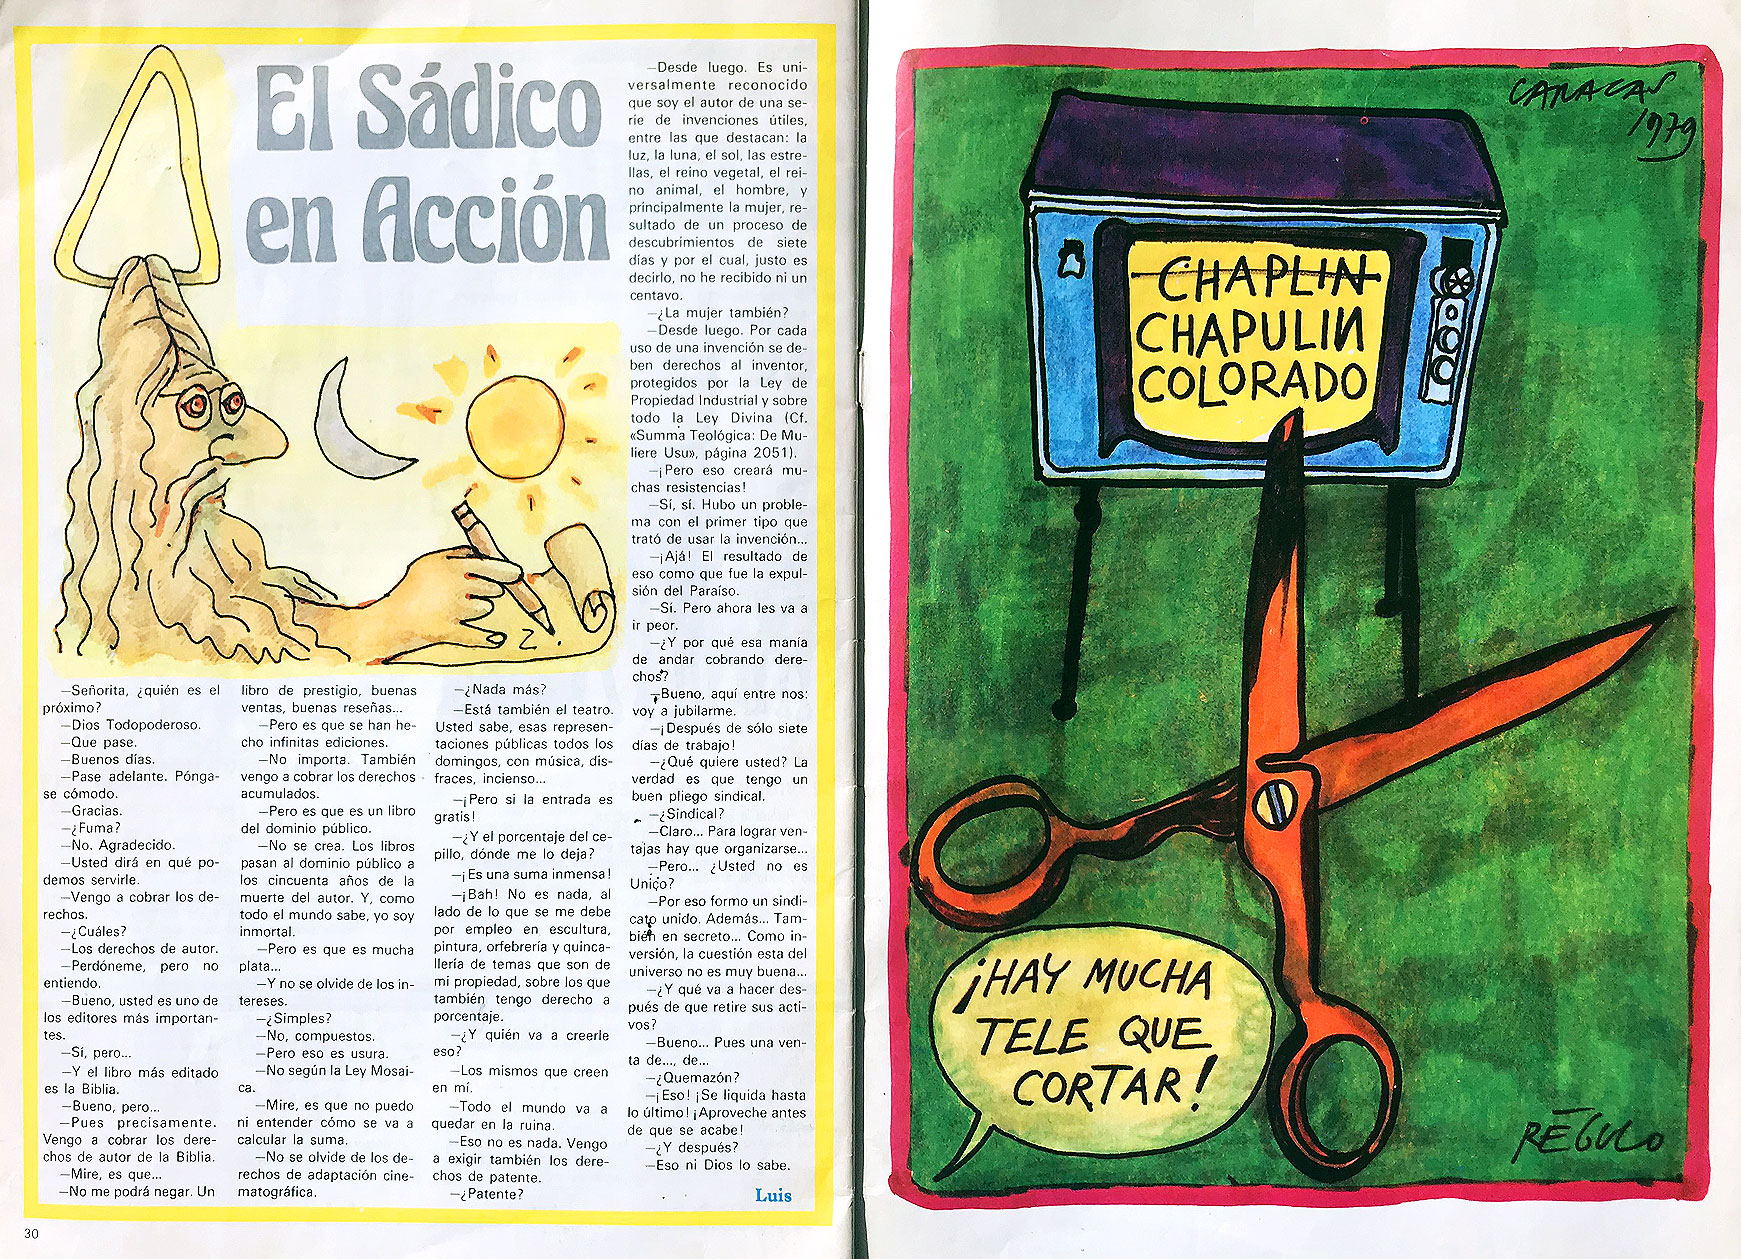 El Sádico
en Acción
—Señorita, ¿quién es el
próximo?
—Dios Todopoderoso.
—Que pase.
—Buenos días.
—Pase adelante. Pónga-
se cómodo.
—Gracias.
—¿Fuma?
—No. Agradecido.
—Usted dirá en qué po-
demos servirle.
—Vengo a cobrar los de-
rechos.
—¿Cuáles?
—Los derechos de autor.
—Perdóneme, pero no
entiendo.
—Bueno, usted es uno de
los editores más importan-
tes.
—Sí, pero...
—Y el libro más editado
es la Biblia.
—Bueno, pero...
—Pues precisamente.
Vengo a cobrar los dere-
chos de autor de la Biblia.
—Mire, es que...
—No me podrá negar. Un
libro de prestigio, buenas
ventas, buenas reseñas...
—Pero es que se han he-
cho infinitas ediciones.
—No importa. También
vengo a cobrar los derechos
acumulados.
—Pero es que es un libro
del dominio público.
—No se crea. Los libros
pasan al dominio público a
los cincuenta años de la
muerte del autor. Y, como
todo el mundo sabe, yo soy
inmortal.
—Pero es que es mucha
plata...
—Y no se olvide de los in-
tereses.
—¿Simples?
—No, compuestos.
—Pero eso es usura.
—No según la Ley Mosai-
ca.
—Mire, es que no puedo
ni entender cómo se va a
calcular la suma.
—No se olvide de los de-
rechos de adaptación cine-
matográfica.
—¿Nada más?
—Está también el teatro.
Usted sabe, esas represen-
taciones públicas todos los
domingos, con música, dis-
fraces, incienso...
—¡Pero si la entrada es
gratis!
—¿Y el porcentaje del ce-
pillo, dónde me lo deja?
—¡Es una suma inmensa!
—¡Bah! No es nada, al
lado de lo que se me debe
por empleo en escultura,
pintura, orfebrería y quinca-
llería de temas que son de
mi propiedad, sobre los que
también tengo derecho a
porcentaje.
—¿Y quién va a creerle
eso?
—Los mismos que creen
en mí.
—Todo el mundo va a
quedar en la ruina.
—Eso no es nada. Vengo
a exigir también los dere-
chos de patente.
—¿Patente?
—Desde luego. Es uni-
versalmente reconocido
que soy el autor de una se-
rie de invenciones útiles,
entre las que destacan: la
luz, la luna, el sol, las estre-
llas, el reino vegetal, el rei-
no animal, el hombre, y
principalmente la mujer, re-
sultado de un proceso de
descubrimientos de siete
días y por el cual, justo es
decirlo, no he recibido ni un
centavo.
—¿La mujer también?
—Desde luego. Por cada
uso de una invención se de-
ben derechos al inventor,
protegidos por la Ley de
Propiedad Industrial y sobre
todo la Ley Divina (Cf.
«Summa Teológica: De Mu-
liere Usu», página 2051).
—¡Pero eso creará mu-
chas resistencias!
—Sí, sí. Hubo un proble-
ma con el primer tipo que
trató de usar la invención...
—¡Ajá! El resultado de
eso como que fue la expul-
sión del Paraíso.
—Si. Pero ahora les va a
ir peor.
—¿Y por qué esa manía
de andar cobrando dere-
chos?
—Bueno, aquí entre nos:
voy a jubilarme.
—¡Después de sólo siete
días de trabajo!
—¿Qué quiere usted? La
verdad es que tengo un
buen pliego sindical.
—¿Sindical?
—Claro... Para lograr ven-
tajas hay que organizarse...
—Pero... ¿Usted no es
Unico?
—Por eso formo un sindi-
cato unido. Además... Tam-
bién en secreto... Como in-
versión, la cuestión esta del
universo no es muy buena...
—¿Y qué va a hacer des-
pués de que retire sus acti-
vos?
—Bueno... Pues una ven-
ta de..., de...
—¿Quemazón?
—¡Eso! ¡Se liquida hasta
lo último! ¡Aproveche antes
de que se acabe!
—¿Y después?
—Eso ni Dios lo sabe.
Luis
30
CARACAS
1979
CHAPLIN
CHAPULIN
COLORADO
¡HAY MUCHA
TELE QUE
CORTAR!
RÉGULO